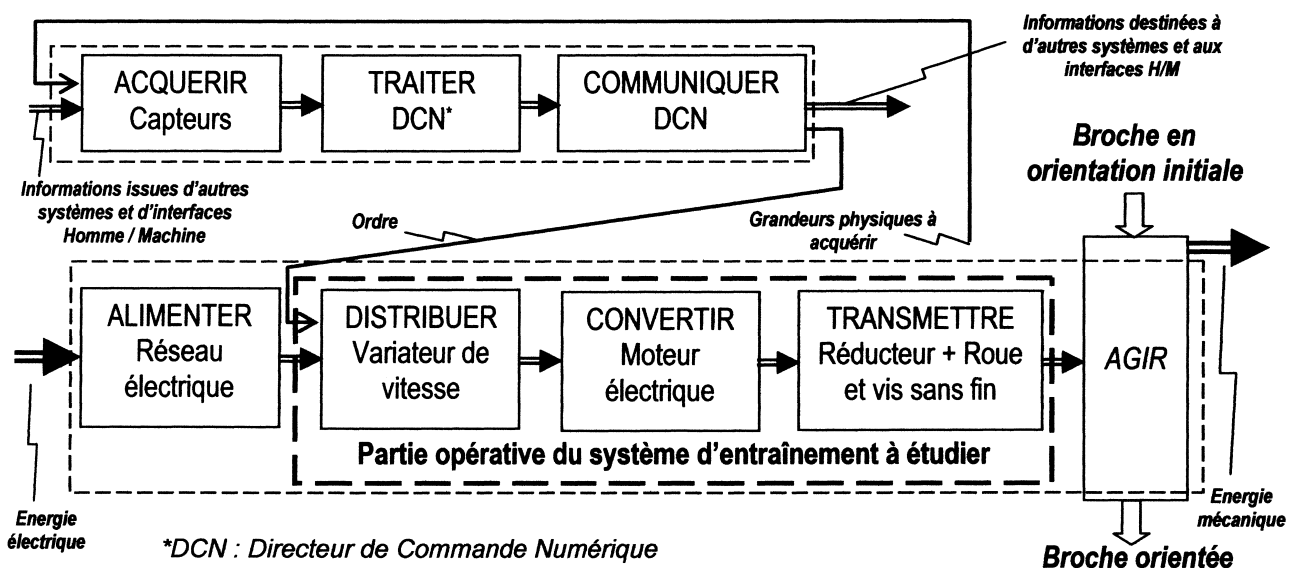 Informations destinées à
d'autres systèmes et aux
interfaces H/M
ACQUERIR
Capteurs
TRAITER
DCN*
COMMUNIQUER
DCN
Broche en
orientation initiale
Informations issues d'autres
systèmes et d'interfaces
Homme / Machine
Ordre
Grandeurs physiques à
acquérir
ALIMENTER
Réseau
électrique
DISTRIBUER
Variateur de
vitesse
CONVERTIR
Moteur
électrique
TRANSMETTRE
Réducteur + Roue
et vis sans fin
AGIR
Partie opérative du système d'entraînement à étudier
Energie
électrique
Energie
mécanique
*DCN : Directeur de Commande Numérique
Broche orientée